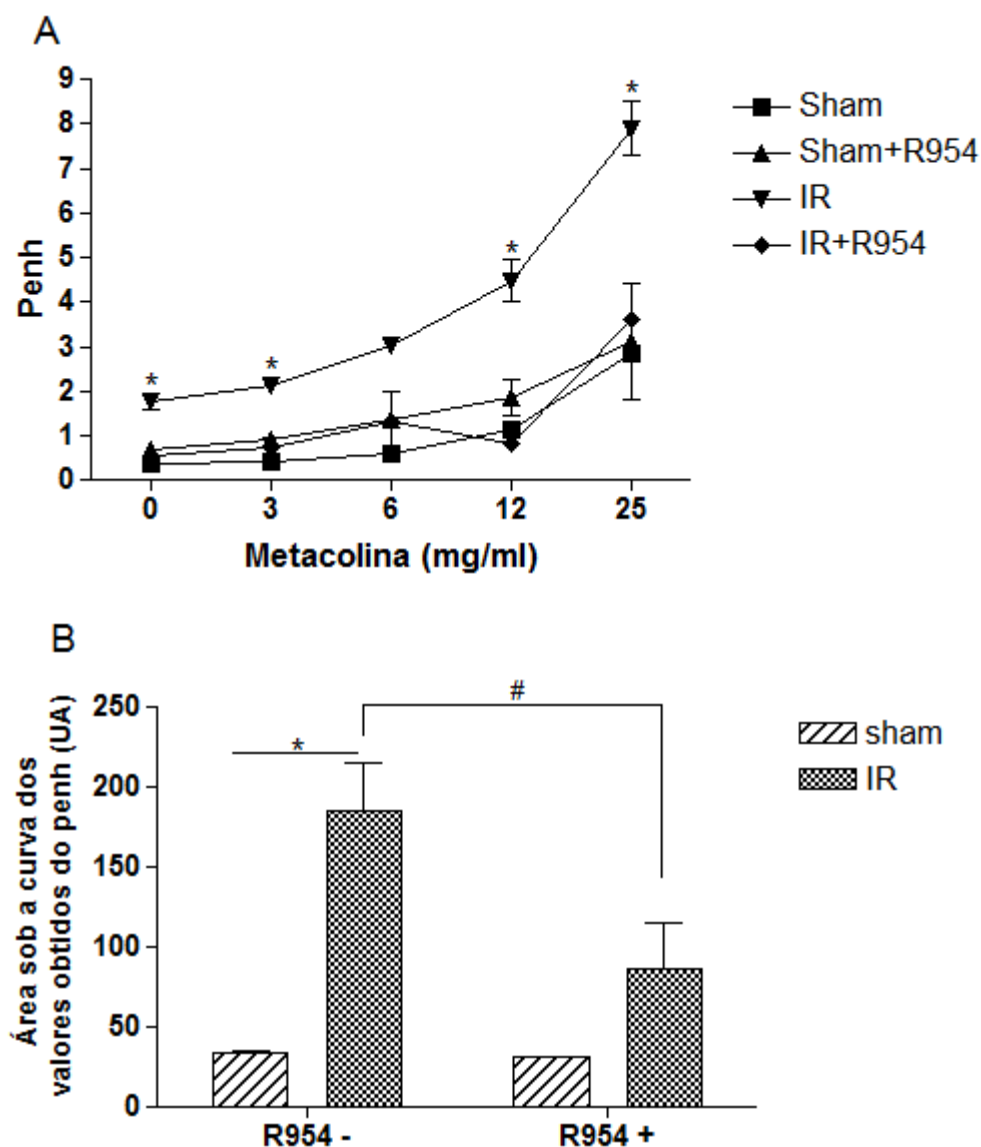 A
9
8
7
6
5
4
3
2
1
0
Penh
*
*
*
*
0 3 6 12 25
Metacolina (mg/ml)
Sham
Sham+R954
IR
IR+R954
B
Área sob a curva dos
valores obtidos do penh (UA)
250
200
150
100
50
0
*
#
R954 - R954 +
sham
IR